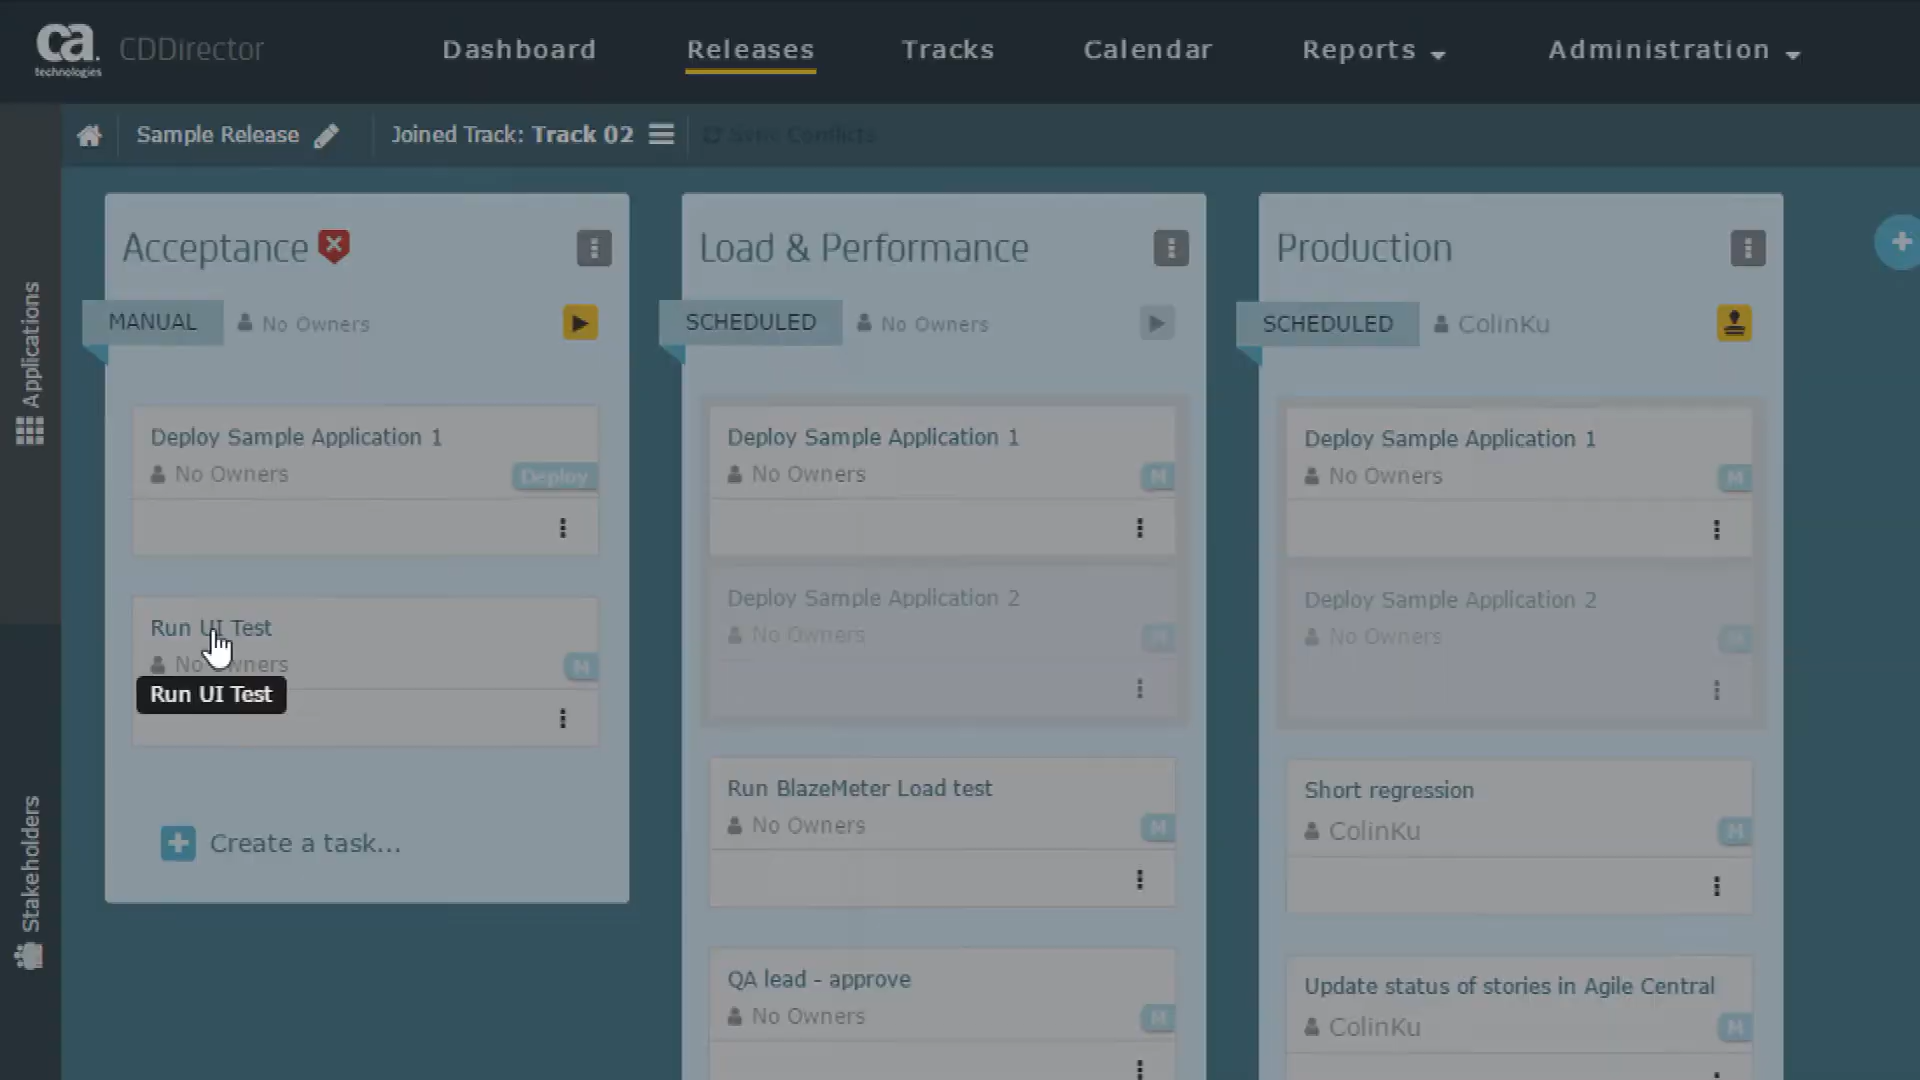 ca.
technologies
CDDirector
Dashboard
Releases
Tracks
Calendar
Reports
Administration
Sample Release
Joined Track: Track 02
Sync Conflicts
Applications
Stakeholders
Acceptance
MANUAL
No Owners
Deploy Sample Application 1
No Owners
Deploy
Run UI Test
No Owners
M
Run UI Test
Create a task...
Load & Performance
SCHEDULED
No Owners
Deploy Sample Application 1
No Owners
M
Deploy Sample Application 2
No Owners
M
Run BlazeMeter Load test
No Owners
M
QA lead - approve
No Owners
M
Production
SCHEDULED
ColinKu
Deploy Sample Application 1
No Owners
M
Deploy Sample Application 2
No Owners
M
Short regression
ColinKu
M
Update status of stories in Agile Central
ColinKu
M